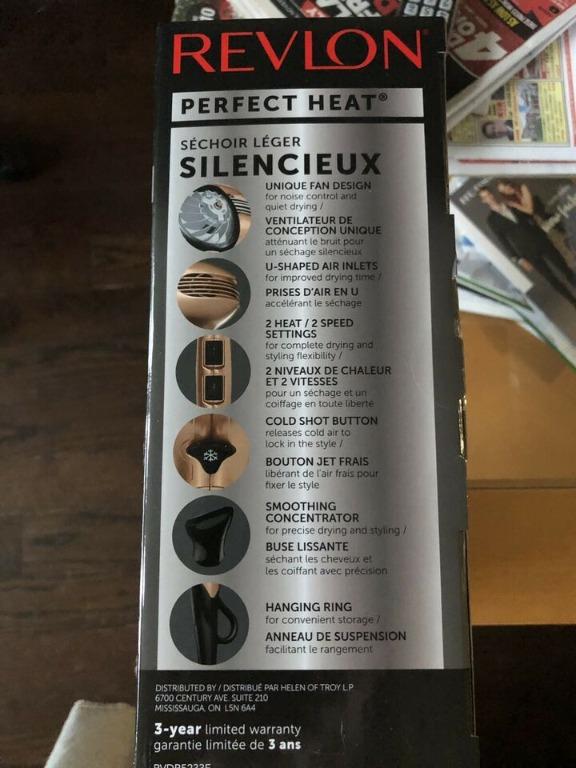 REVLON®
PERFECT HEAT®
SÉCHOIR LÉGER
SILENCIEUX
UNIQUE FAN DESIGN
for noise control and
quiet drying /
VENTILATEUR DE
CONCEPTION UNIQUE
atténuant le bruit pour
un séchage silencieux
U-SHAPED AIR INLETS
for improved drying time /
PRISES D'AIR EN U
accélérant le séchage
2 HEAT / 2 SPEED
SETTINGS
for complete drying and
styling flexibility /
2 NIVEAUX DE CHALEUR
ET 2 VITESSES
pour un séchage et un
coiffage en toute liberté
COLD SHOT BUTTON
releases cold air to
lock in the style /
BOUTON JET FRAIS
libérant de l'air frais pour
fixer le style
SMOOTHING
CONCENTRATOR
for precise drying and styling /
BUSE LISSANTE
séchant les cheveux et
les coiffant avec précision
HANGING RING
for convenient storage /
ANNEAU DE SUSPENSION
facilitant le rangement
DISTRIBUTED BY / DISTRIBUÉ PAR HELEN OF TROY L.P
6700 CENTURY AVE. SUITE 210
MISSISSAUGA, ON L5N 6A4
3-year limited warranty
garantie limitée de 3 ans